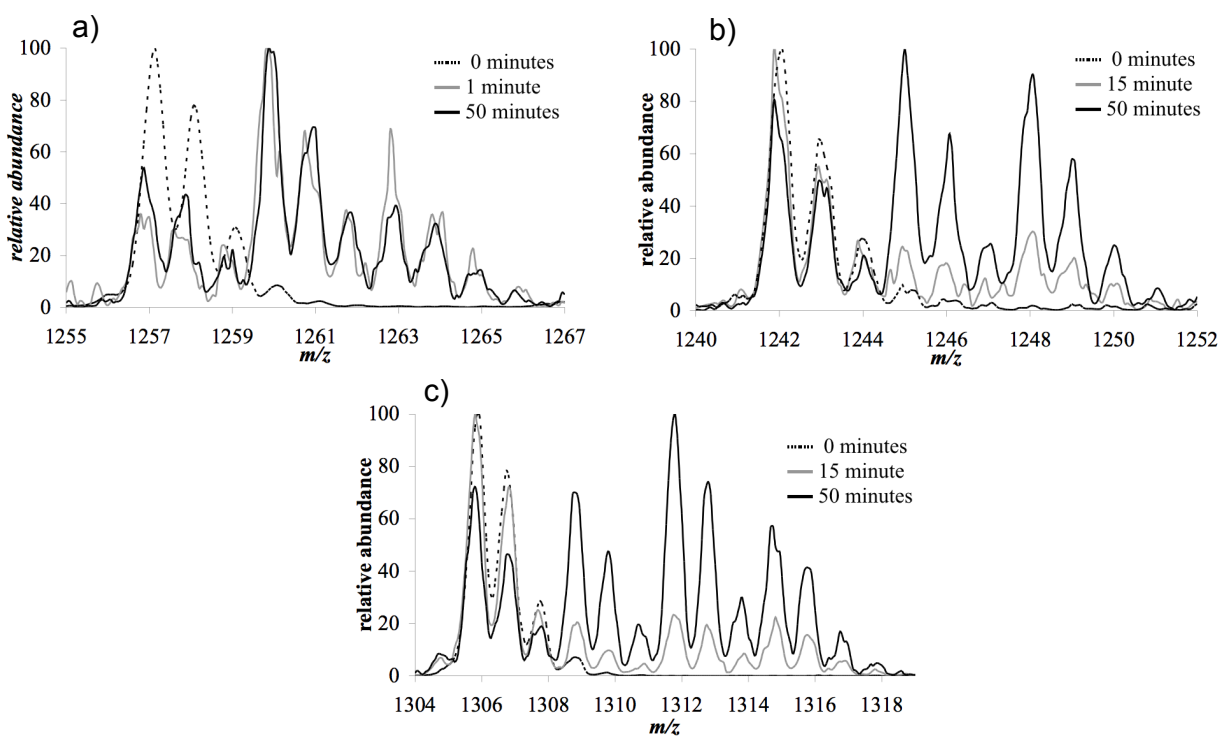 a)
100
80
60
40
20
0
relative abundance
0 minutes
1 minute
50 minutes
1255 1257 1259 1261 1263 1265 1267
m/z
b)
100
80
60
40
20
0
relative abundance
0 minutes
15 minute
50 minutes
1240 1242 1244 1246 1248 1250 1252
m/z
c)
100
80
60
40
20
0
relative abundance
0 minutes
15 minute
50 minutes
1304 1306 1308 1310 1312 1314 1316 1318
m/z